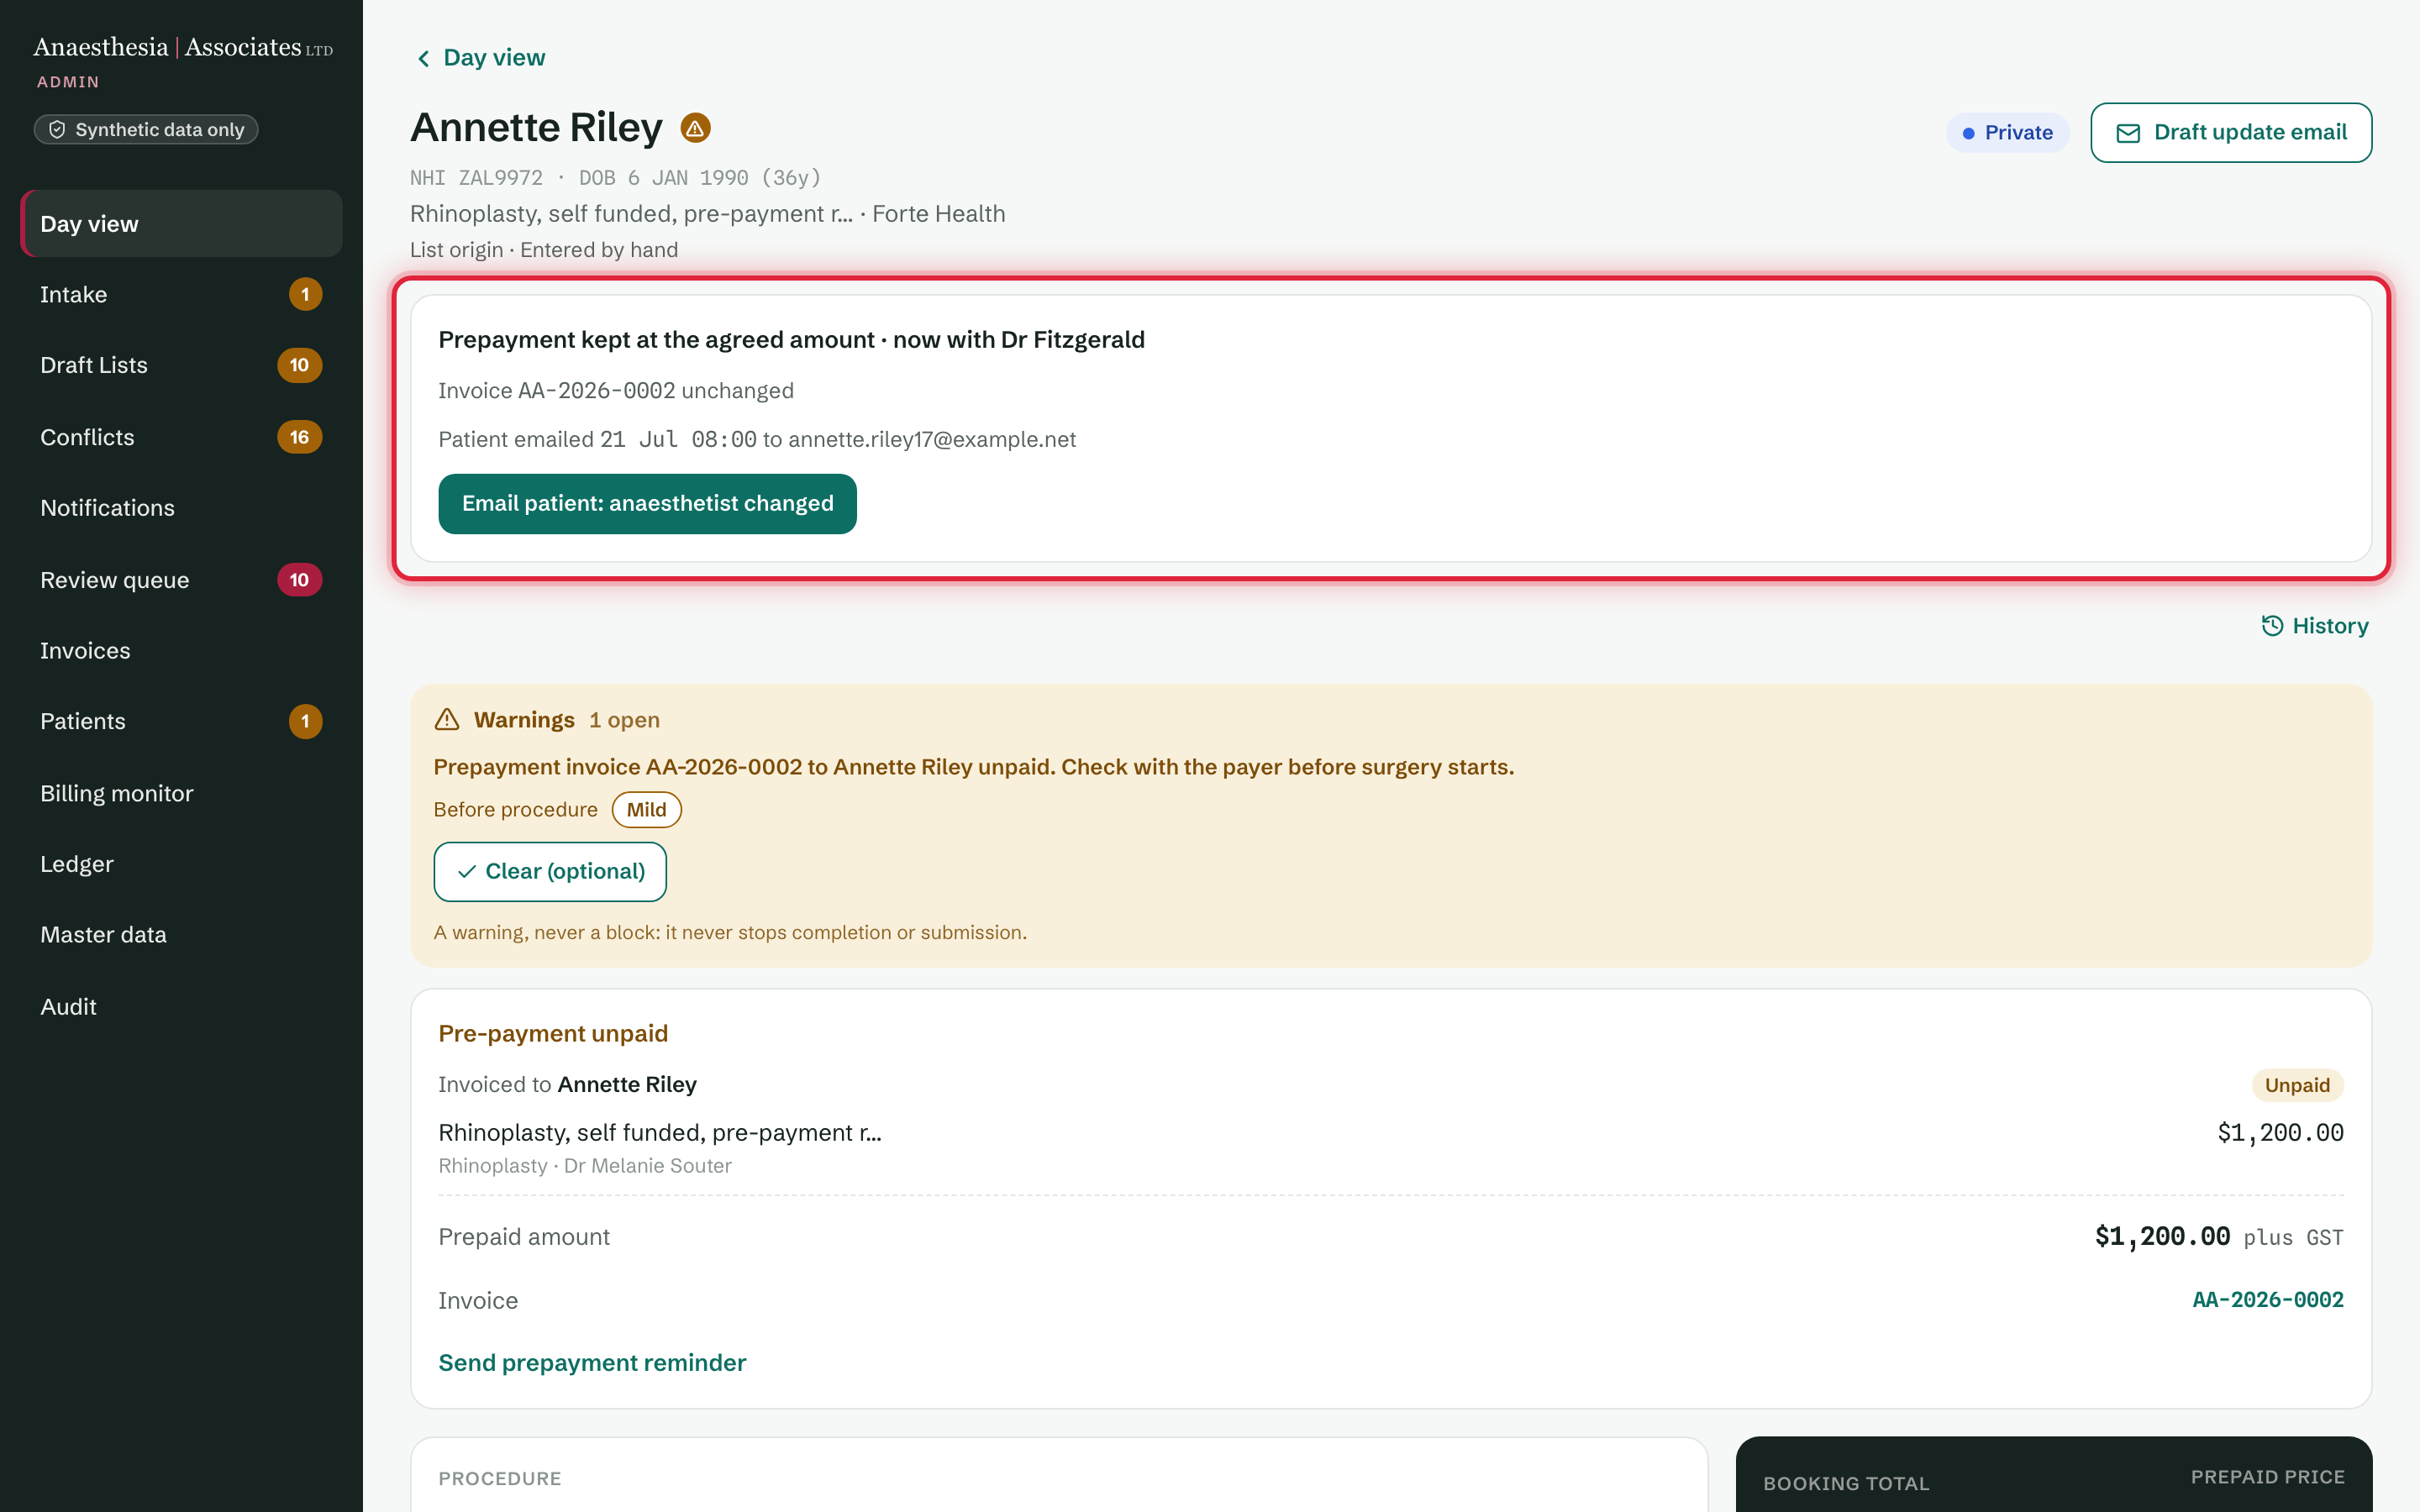 Anaesthesia | Associates LTD
ADMIN
Synthetic data only
Day view
Intake 1
Draft Lists 10
Conflicts 16
Notifications
Review queue 10
Invoices
Patients 1
Billing monitor
Ledger
Master data
Audit
Day view
Annette Riley
Private
Draft update email
NHI ZAL9972 · DOB 6 JAN 1990 (36y)
Rhinoplasty, self funded, pre-payment r... · Forte Health
List origin · Entered by hand
Prepayment kept at the agreed amount · now with Dr Fitzgerald
Invoice AA-2026-0002 unchanged
Patient emailed 21 Jul 08:00 to annette.riley17@example.net
Email patient: anaesthetist changed
History
Warnings 1 open
Prepayment invoice AA-2026-0002 to Annette Riley unpaid. Check with the payer before surgery starts.
Before procedure Mild
Clear (optional)
A warning, never a block: it never stops completion or submission.
Pre-payment unpaid
Invoiced to Annette Riley Unpaid
Rhinoplasty, self funded, pre-payment r... $1,200.00
Rhinoplasty · Dr Melanie Souter
Prepaid amount $1,200.00 plus GST
Invoice AA-2026-0002
Send prepayment reminder
PROCEDURE
BOOKING TOTAL PREPAID PRICE